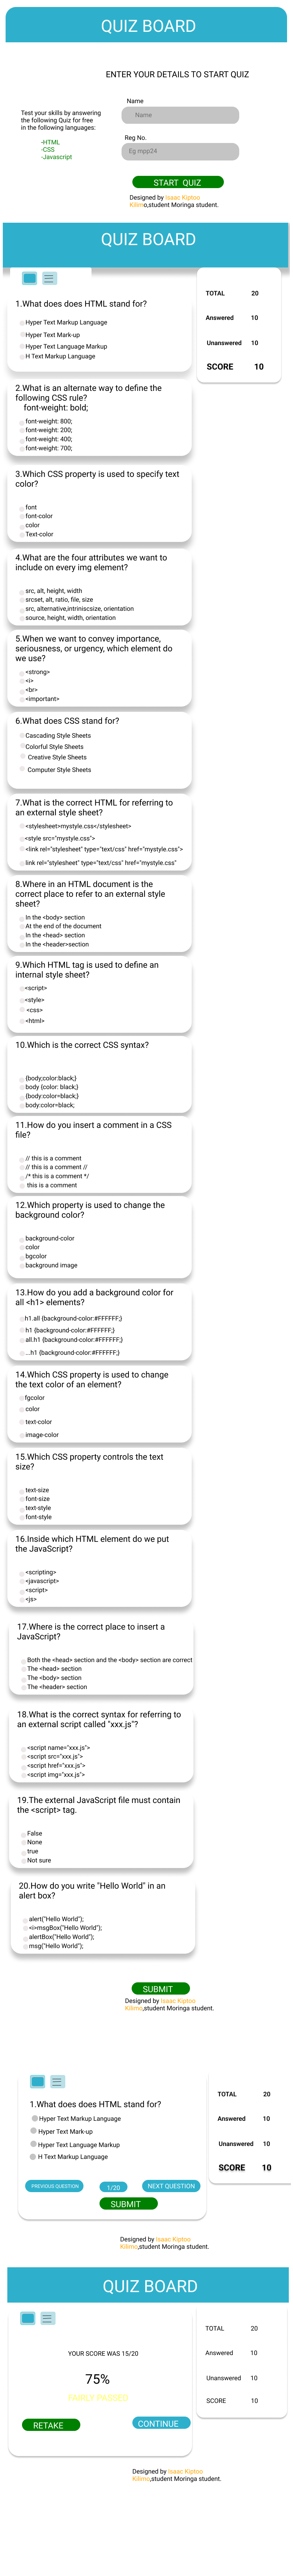 QUIZ BOARD
ENTER YOUR DETAILS TO START QUIZ
Name
Test your skills by answering
the following Quiz for free
in the following languages:
Name
Reg No.
-HTML
-CSS
-Javascript
Eg mpp24
START QUIZ
Designed by Isaac Kiptoo
Kilimo,student Moringa student.
QUIZ BOARD
TOTAL 20
Answered 10
Unanswered 10
SCORE 10
1.What does does HTML stand for?
Hyper Text Markup Language
Hyper Text Mark-up
Hyper Text Language Markup
H Text Markup Language
2.What is an alternate way to define the
following CSS rule?
font-weight: bold;
font-weight: 800;
font-weight: 200;
font-weight: 400;
font-weight: 700;
3.Which CSS property is used to specify text
color?
font
font-color
color
Text-color
4.What are the four attributes we want to
include on every img element?
src, alt, height, width
srcset, alt, ratio, file, size
src, alternative,intriniscsize, orientation
source, height, width, orientation
5.When we want to convey importance,
seriousness, or urgency, which element do
we use?
<strong>
<i>
<br>
<important>
6.What does CSS stand for?
Cascading Style Sheets
Colorful Style Sheets
Creative Style Sheets
Computer Style Sheets
7.What is the correct HTML for referring to
an external style sheet?
<stylesheet>mystyle.css</stylesheet>
<style src="mystyle.css">
<link rel="stylesheet" type="text/css" href="mystyle.css">
link rel="stylesheet" type="text/css" href="mystyle.css"
8.Where in an HTML document is the
correct place to refer to an external style
sheet?
In the <body> section
At the end of the document
In the <head> section
In the <header>section
9.Which HTML tag is used to define an
internal style sheet?
<script>
<style>
<css>
<html>
10.Which is the correct CSS syntax?
{body;color:black;}
body {color: black;}
{body:color=black;}
body:color=black;
11.How do you insert a comment in a CSS
file?
// this is a comment
// this is a comment //
/* this is a comment */
this is a comment
12.Which property is used to change the
background color?
background-color
color
bgcolor
background image
13.How do you add a background color for
all <h1> elements?
h1.all {background-color:#FFFFFF;}
h1 {background-color:#FFFFFF;}
all.h1 {background-color:#FFFFFF;}
...h1 {background-color:#FFFFFF;}
14.Which CSS property is used to change
the text color of an element?
fgcolor
color
text-color
image-color
15.Which CSS property controls the text
size?
text-size
font-size
text-style
font-style
16.Inside which HTML element do we put
the JavaScript?
<scripting>
<javascript>
<script>
<js>
17.Where is the correct place to insert a
JavaScript?
Both the <head> section and the <body> section are correct
The <head> section
The <body> section
The <header> section
18.What is the correct syntax for referring to
an external script called "xxx.js"?
<script name="xxx.js">
<script src="xxx.js">
<script href="xxx.js">
<script img="xxx.js">
19.The external JavaScript file must contain
the <script> tag.
False
None
true
Not sure
20.How do you write "Hello World" in an
alert box?
alert("Hello World");
<i>msgBox("Hello World");
alertBox("Hello World");
msg("Hello World");
SUBMIT
Designed by Isaac Kiptoo
Kilimo,student Moringa student.
TOTAL 20
Answered 10
Unanswered 10
SCORE 10
1.What does does HTML stand for?
Hyper Text Markup Language
Hyper Text Mark-up
Hyper Text Language Markup
H Text Markup Language
PREVIOUS QUESTION
1/20
NEXT QUESTION
SUBMIT
Designed by Isaac Kiptoo
Kilimo,student Moringa student.
QUIZ BOARD
TOTAL 20
Answered 10
Unanswered 10
SCORE 10
YOUR SCORE WAS 15/20
75%
FAIRLY PASSED
RETAKE
CONTINUE
Designed by Isaac Kiptoo
Kilimo,student Moringa student.